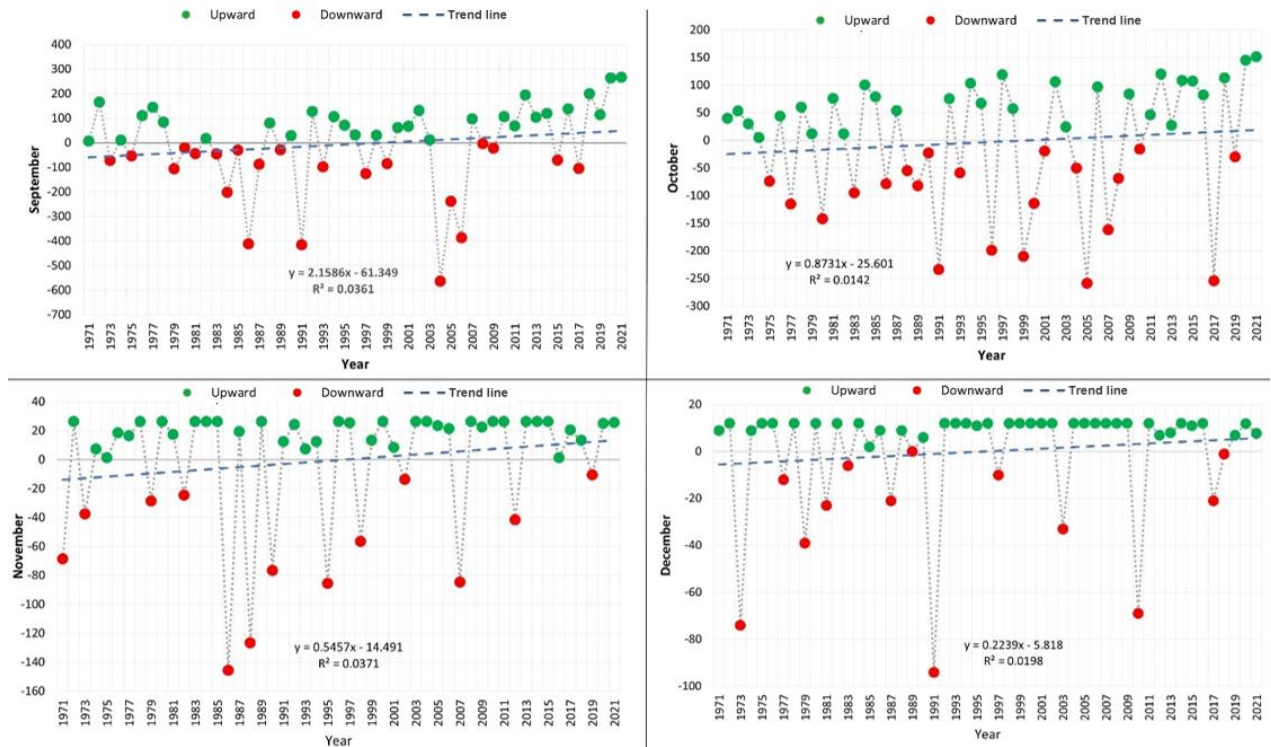 Upward Downward Trend line
September
400
300
200
100
0
-100
-200
-300
-400
-500
-600
-700
y = 2.1586x - 61.349
R² = 0.0361
1971 1973 1975 1977 1979 1981 1983 1985 1987 1989 1991 1993 1995 1997 1999 2001 2003 2005 2007 2009 2011 2013 2015 2017 2019 2021
Year
Upward Downward Trend line
October
200
150
100
50
0
-50
-100
-150
-200
-250
-300
y = 0.8731x - 25.601
R² = 0.0142
1971 1973 1975 1977 1979 1981 1983 1985 1987 1989 1991 1993 1995 1997 1999 2001 2003 2005 2007 2009 2011 2013 2015 2017 2019 2021
Year
Upward Downward Trend line
November
40
20
0
-20
-40
-60
-80
-100
-120
-140
-160
y = 0.5457x - 14.491
R² = 0.0371
1971 1973 1975 1977 1979 1981 1983 1985 1987 1989 1991 1993 1995 1997 1999 2001 2003 2005 2007 2009 2011 2013 2015 2017 2019 2021
Year
Upward Downward Trend line
December
20
0
-20
-40
-60
-80
-100
y = 0.2239x - 5.818
R² = 0.0198
1971 1973 1975 1977 1979 1981 1983 1985 1987 1989 1991 1993 1995 1997 1999 2001 2003 2005 2007 2009 2011 2013 2015 2017 2019 2021
Year